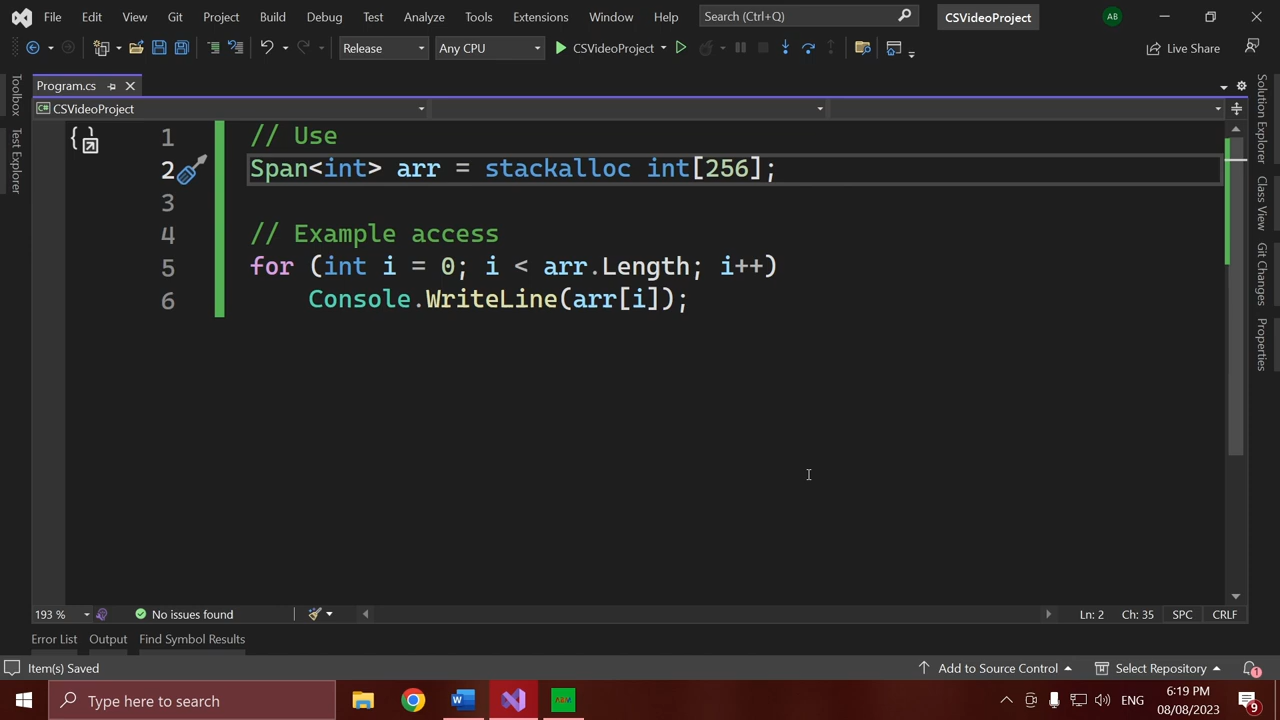 File Edit View Git Project Build Debug Test Analyze Tools Extensions Window Help Search (Ctrl+Q) CSVideoProject AB
Release Any CPU CSVideoProject Live Share
Program.cs
CSVideoProject
Toolbox
Test Explorer
1 // Use
2 Span<int> arr = stackalloc int[256];
3
4 // Example access
5 for (int i = 0; i < arr.Length; i++)
6 Console.WriteLine(arr[i]);
Solution Explorer
Class View
Git Changes
Properties
193 % No issues found Ln: 2 Ch: 35 SPC CRLF
Error List Output Find Symbol Results
Item(s) Saved Add to Source Control Select Repository 1
Type here to search ENG 6:19 PM
08/08/2023 9